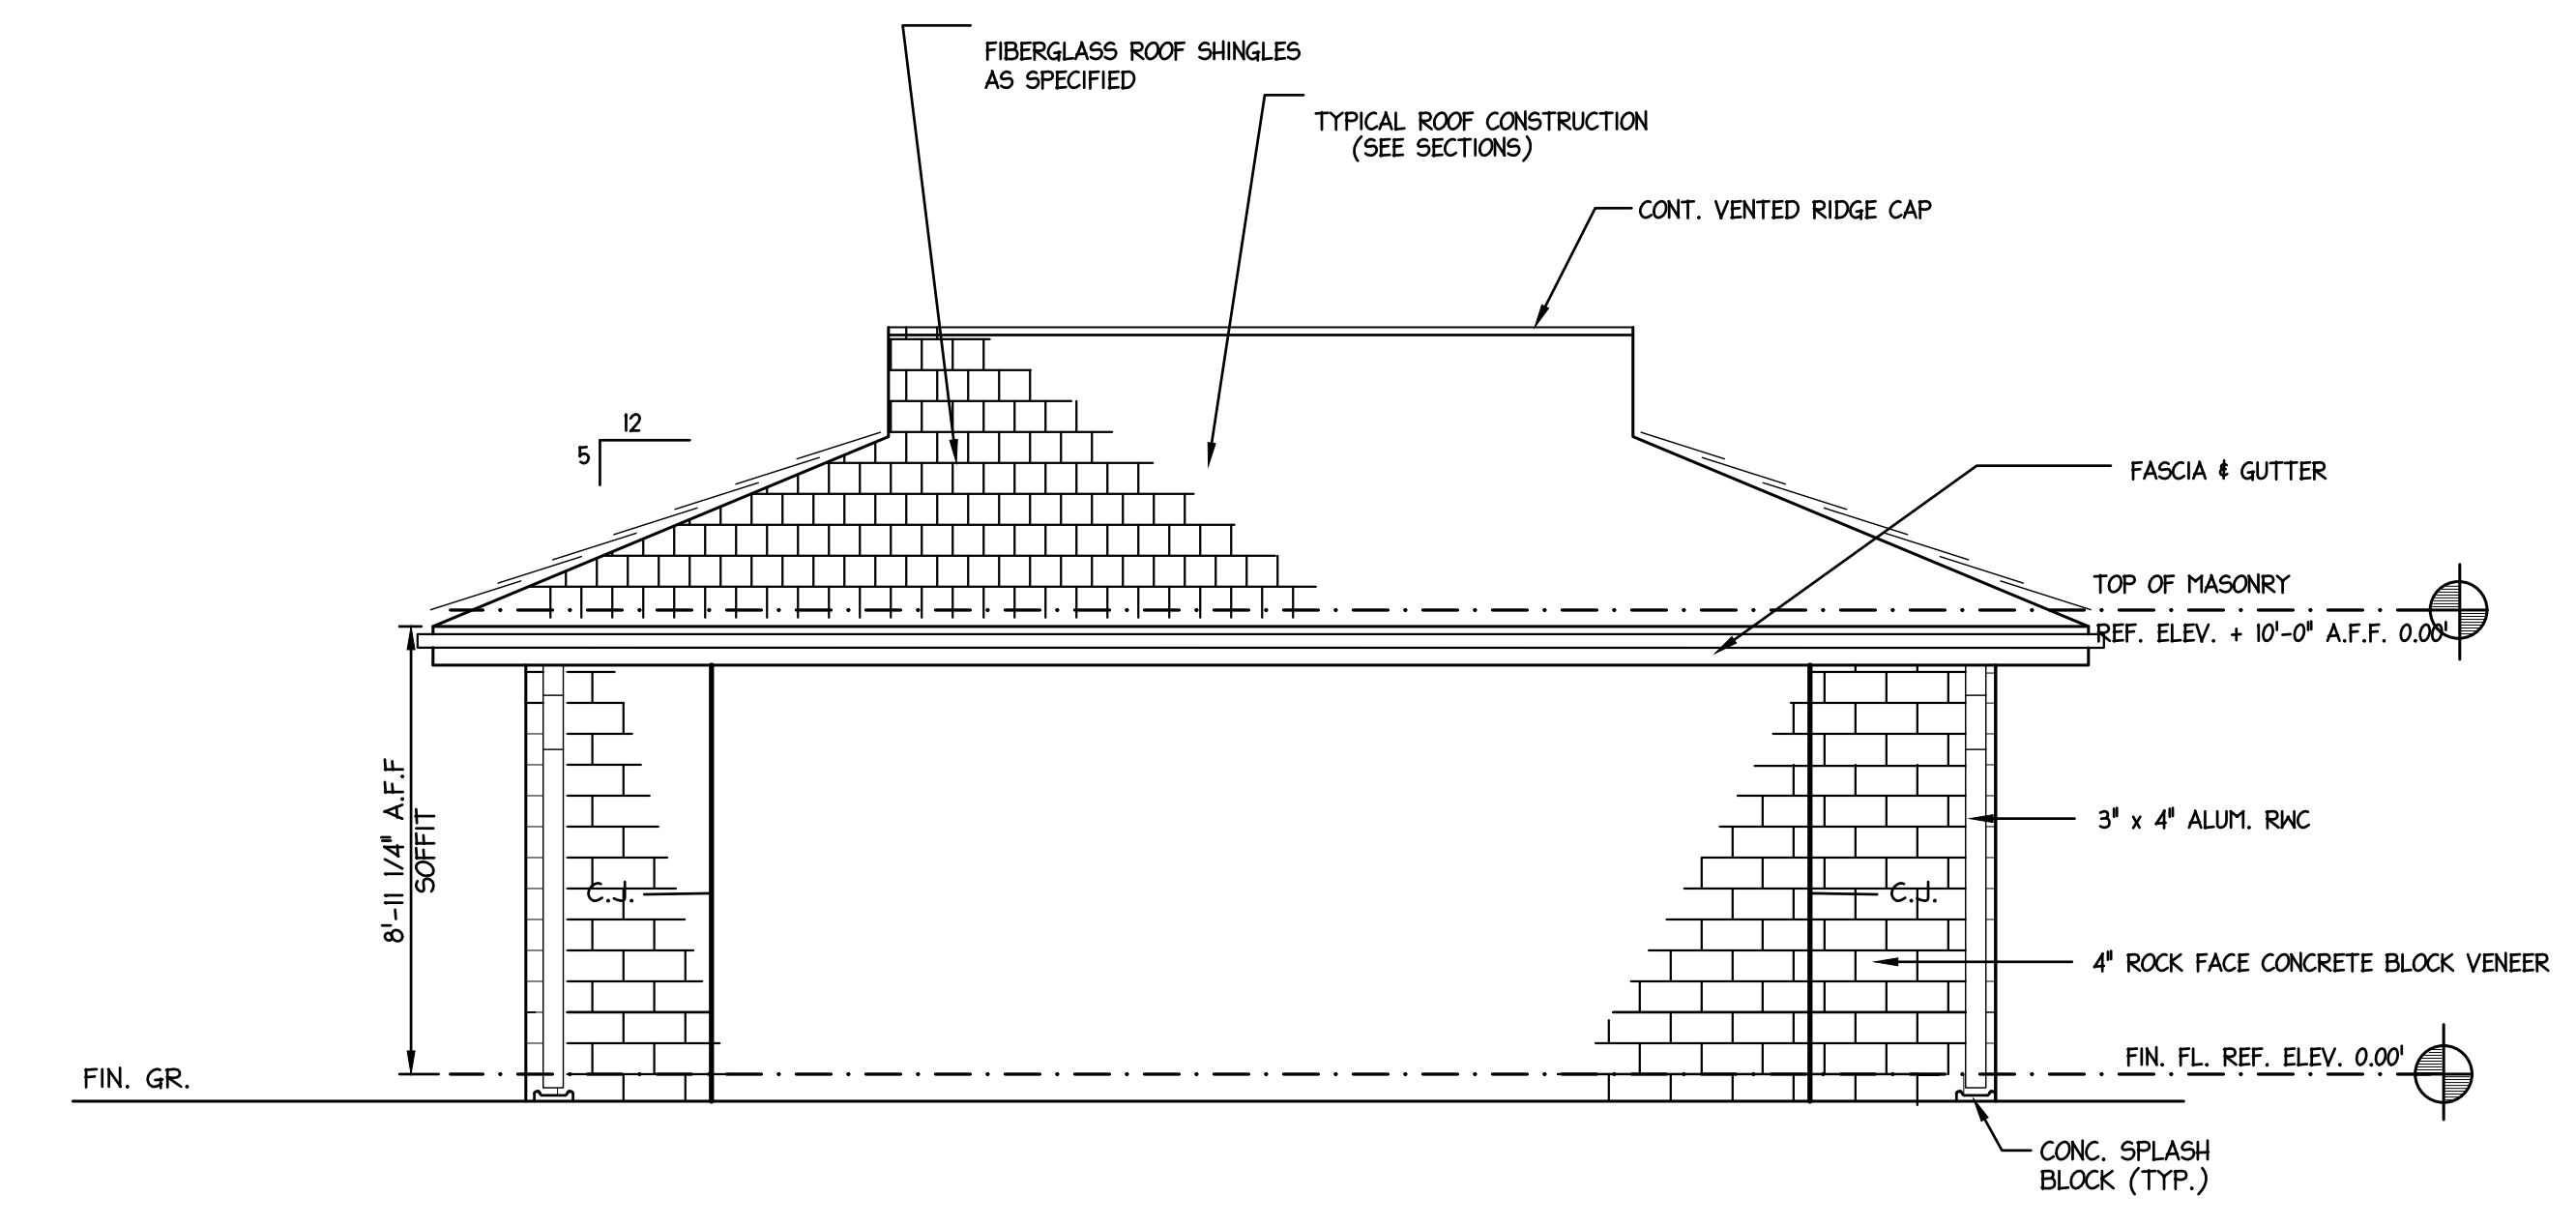 FIBERGLASS ROOF SHINGLES
AS SPECIFIED
TYPICAL ROOF CONSTRUCTION
(SEE SECTIONS)
CONT. VENTED RIDGE CAP
12
5
FASCIA & GUTTER
TOP OF MASONRY
REF. ELEV. + 10'-0" A.F.F. 0.00'
8'-11 1/4" A.F.F
SOFFIT
3" x 4" ALUM. RWC
C.J.
C.J.
4" ROCK FACE CONCRETE BLOCK VENEER
FIN. FL. REF. ELEV. 0.00'
FIN. GR.
CONC. SPLASH
BLOCK (TYP.)